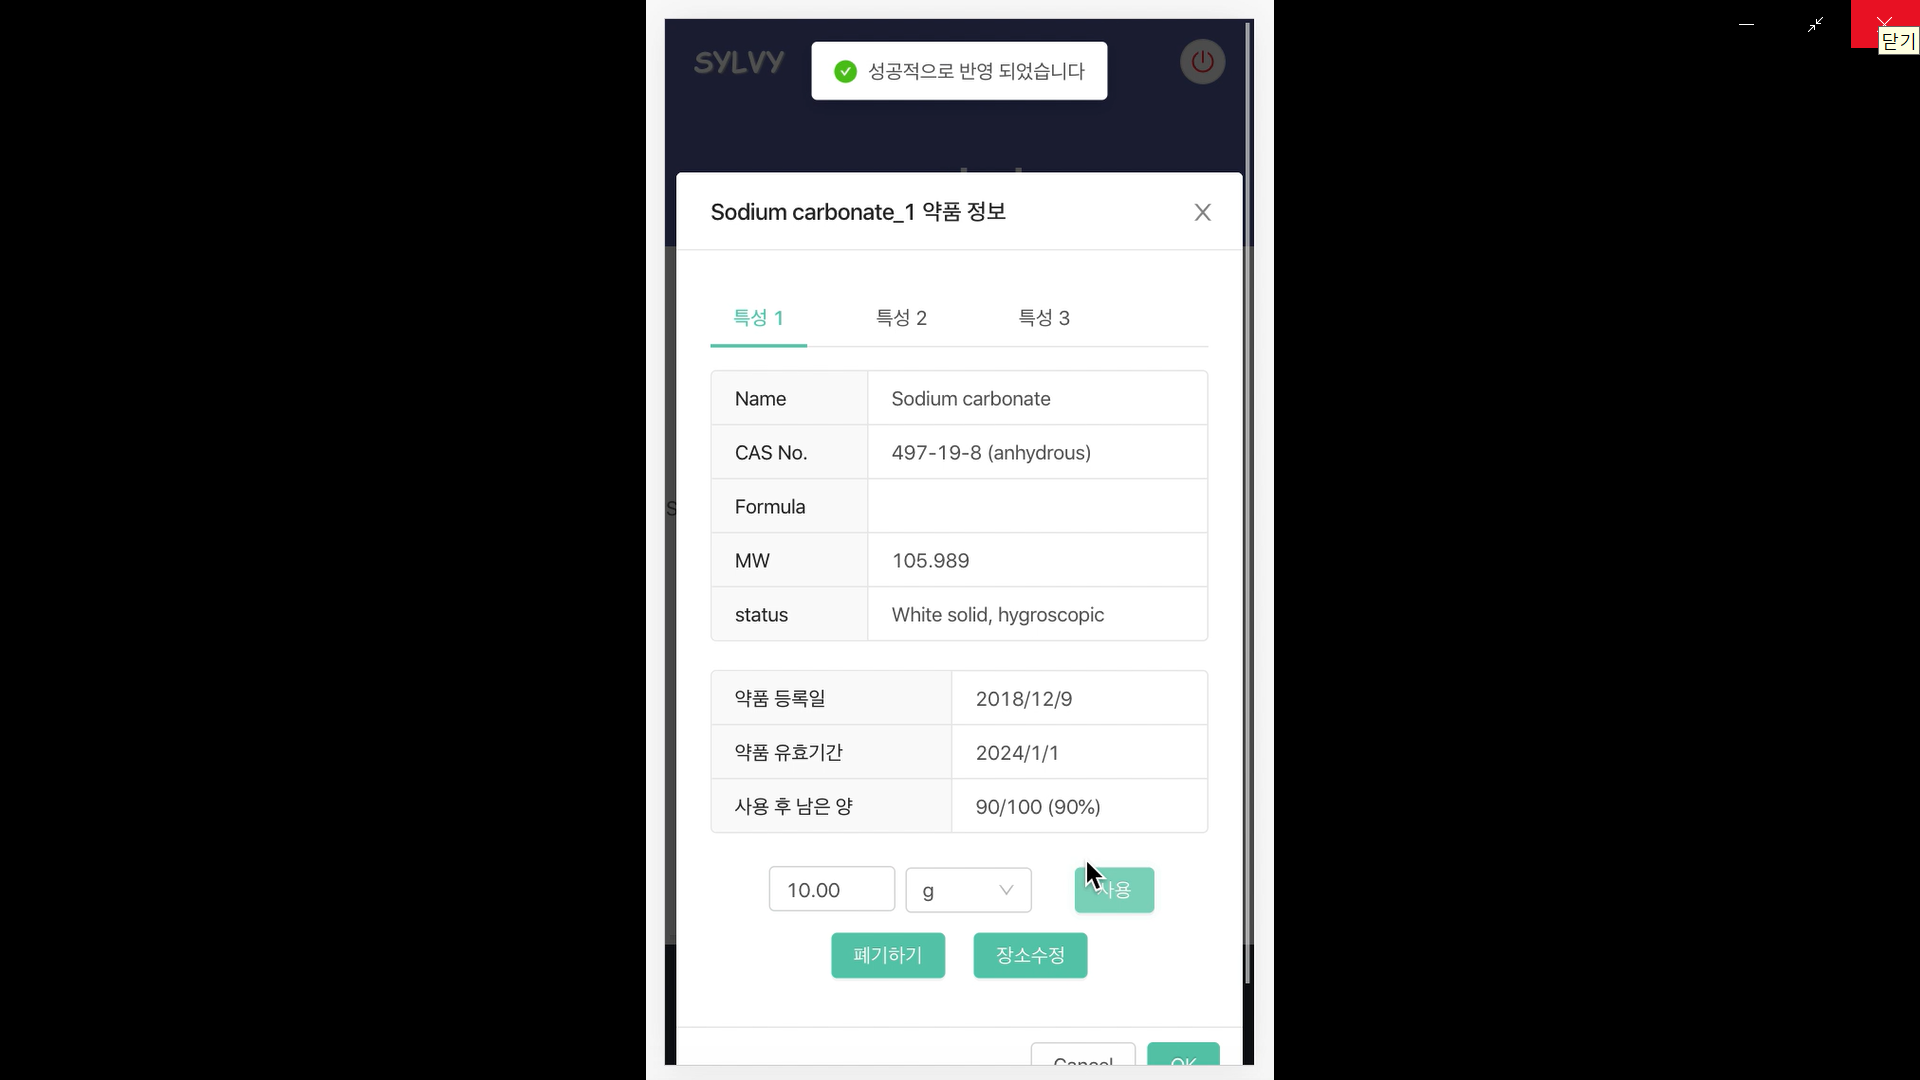 닫기
SYLVY
성공적으로 반영 되었습니다
Sodium carbonate_1 약품 정보
특성 1 특성 2 특성 3
Name Sodium carbonate
CAS No. 497-19-8 (anhydrous)
Formula
MW 105.989
status White solid, hygroscopic
약품 등록일 2018/12/9
약품 유효기간 2024/1/1
사용 후 남은 양 90/100 (90%)
10.00 g 사용
폐기하기 장소수정
Cancel OK